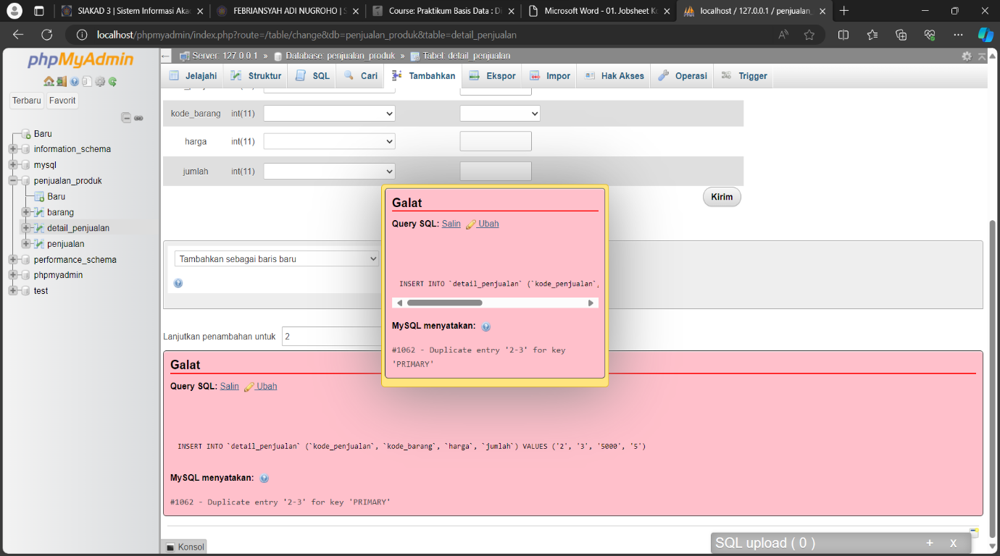 SIAKAD 3 | Sistem Informasi Aka
FEBRIANSYAH ADI NUGROHO | S
Course: Praktikum Basis Data : D
Microsoft Word - 01. Jobsheet K
localhost / 127.0.0.1 / penjualan_
localhost/phpmyadmin/index.php?route=/table/change&db=penjualan_produk&table=detail_penjualan
phpMyAdmin
Terbaru Favorit
Baru
information_schema
mysql
penjualan_produk
Baru
barang
detail_penjualan
penjualan
performance_schema
phpmyadmin
test
Server: 127.0.0.1 » Database: penjualan_produk » Tabel: detail_penjualan
Jelajahi Struktur SQL Cari Tambahkan Ekspor Impor Hak Akses Operasi Trigger
kode_barang int(11)
harga int(11)
jumlah int(11)
Kirim
Tambahkan sebagai baris baru
Lanjutkan penambahan untuk 2
Galat
Query SQL: Salin Ubah
INSERT INTO `detail_penjualan` (`kode_penjualan`,
MySQL menyatakan:
#1062 - Duplicate entry '2-3' for key
'PRIMARY'
Galat
Query SQL: Salin Ubah
INSERT INTO `detail_penjualan` (`kode_penjualan`, `kode_barang`, `harga`, `jumlah`) VALUES ('2', '3', '5000', '5')
MySQL menyatakan:
#1062 - Duplicate entry '2-3' for key 'PRIMARY'
Konsol
SQL upload ( 0 ) + x